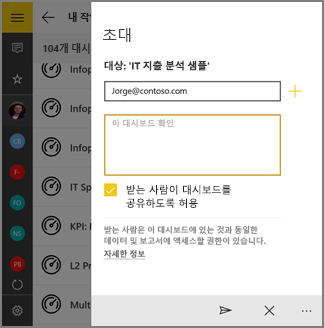 내 작
104개 대시
Infop
Infop
Infop
Infop
IT Sp
KPI: I
L2 Pr
Multi
CB
F-
FO
NS
PB
초대
대상: 'IT 지출 분석 샘플'
Jorge@contoso.com
이 대시보드 확인
받는 사람이 대시보드를
공유하도록 허용
받는 사람은 이 대시보드에 있는 것과 동일한
데이터 및 보고서에 액세스할 권한이 있습니다.
자세한 정보